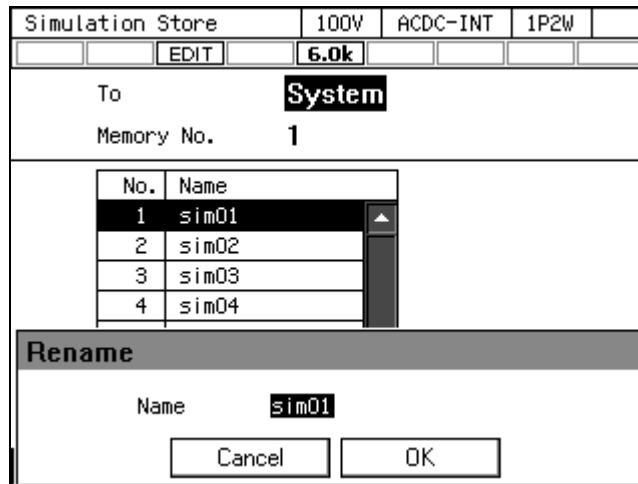 Simulation Store 100V ACDC-INT 1P2W
EDIT 6.0k
To System
Memory No. 1
No. Name
1 sim01
2 sim02
3 sim03
4 sim04
Rename
Name sim01
Cancel OK